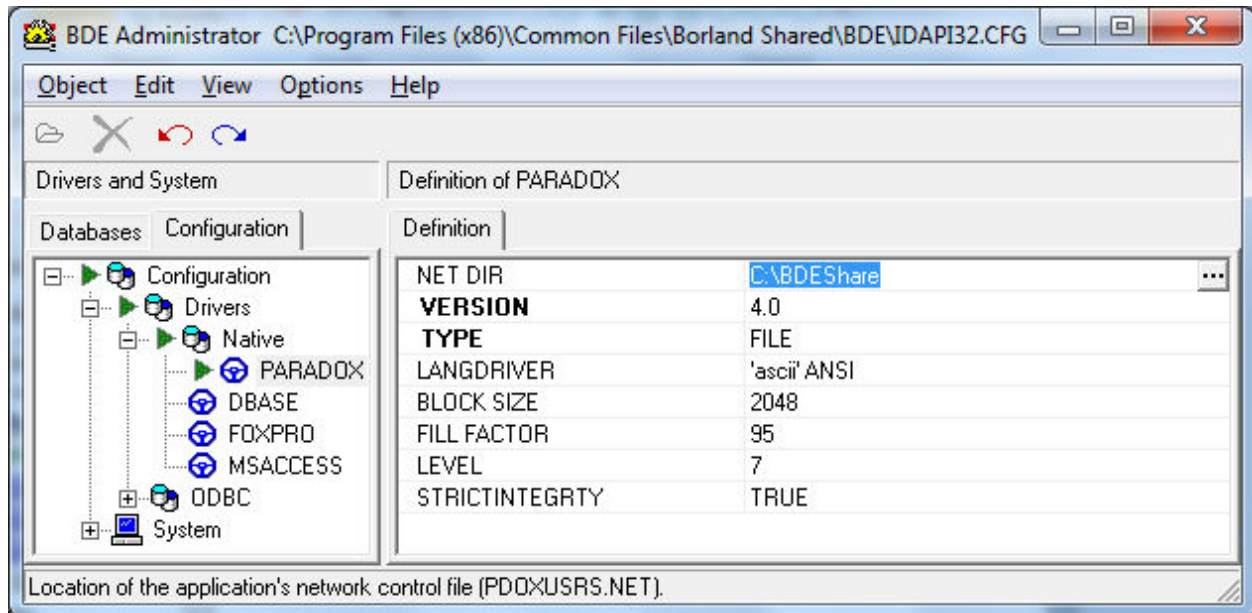 BDE Administrator C:\Program Files (x86)\Common Files\Borland Shared\BDE\IDAPI32.CFG
Object Edit View Options Help
Drivers and System
Definition of PARADOX
Databases Configuration
Definition
Configuration
Drivers
Native
PARADOX
DBASE
FOXPRO
MSACCESS
ODBC
System
NET DIR C:\BDEShare ...
VERSION 4.0
TYPE FILE
LANGDRIVER 'ascii' ANSI
BLOCK SIZE 2048
FILL FACTOR 95
LEVEL 7
STRICTINTEGRTY TRUE
Location of the application's network control file (PDOXUSRS.NET).